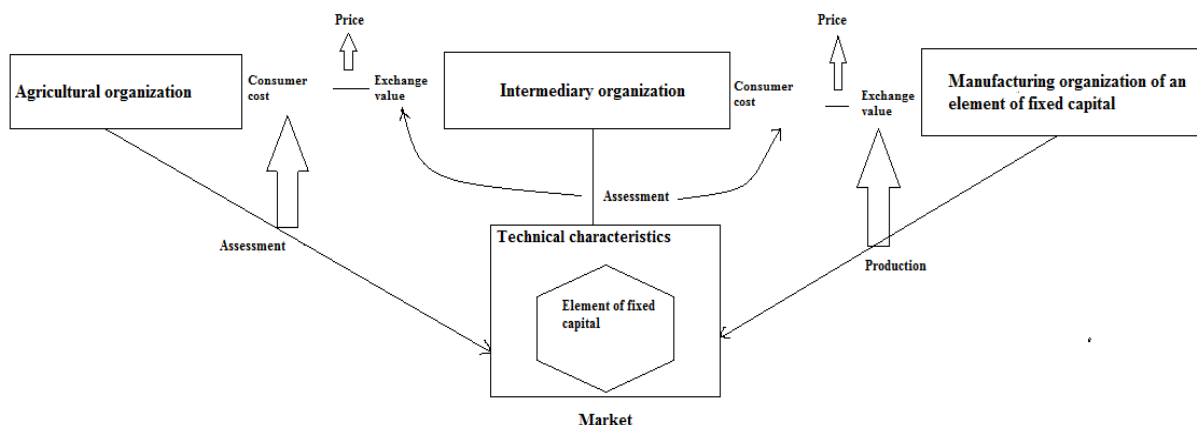 Price
Price
Agricultural organization
Consumer
cost
Exchange
value
Intermediary organization
Consumer
cost
Exchange
value
Manufacturing organization of an
element of fixed capital
Assessment
Assessment
Technical characteristics
Production
Element of fixed
capital
Market